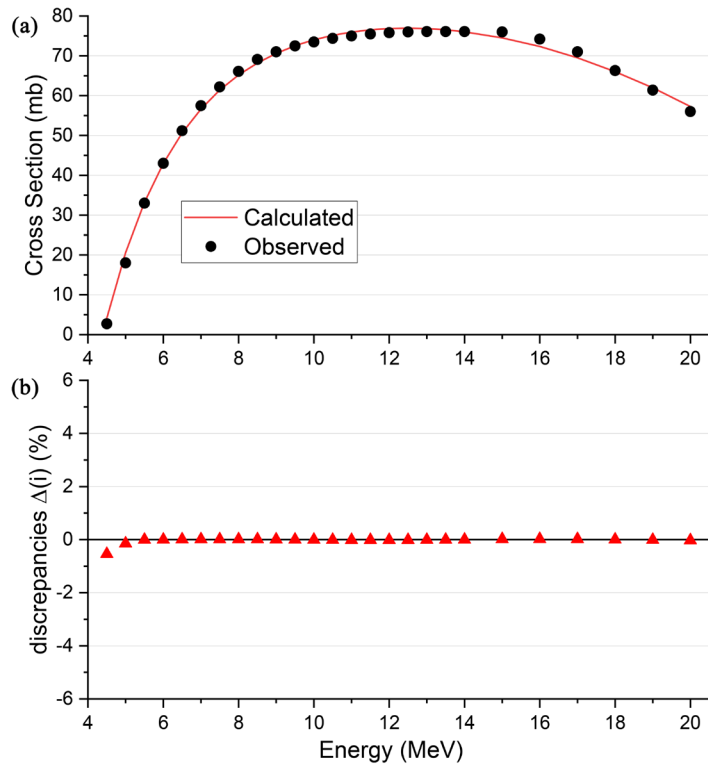 (a)
80
70
60
50
40
30
20
10
0
Cross Section (mb)
Calculated
Observed
4 6 8 10 12 14 16 18 20
(b)
6
4
2
0
-2
-4
-6
discrepancies Δ(i) (%)
4 6 8 10 12 14 16 18 20
Energy (MeV)